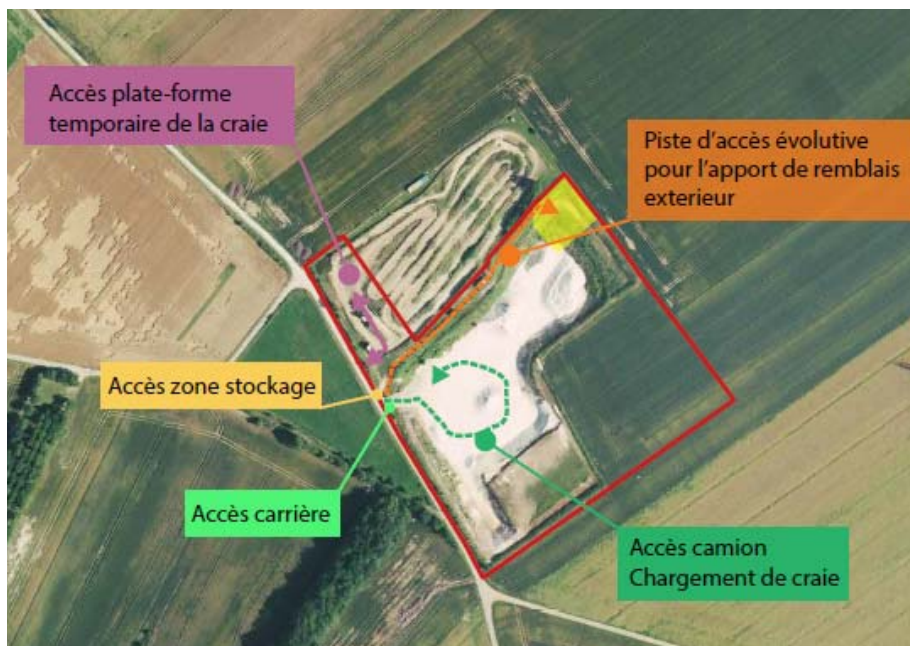 Accès plate-forme
temporaire de la craie
Piste d'accès évolutive
pour l'apport de remblais
exterieur
Accès zone stockage
Accès carrière
Accès camion
Chargement de craie